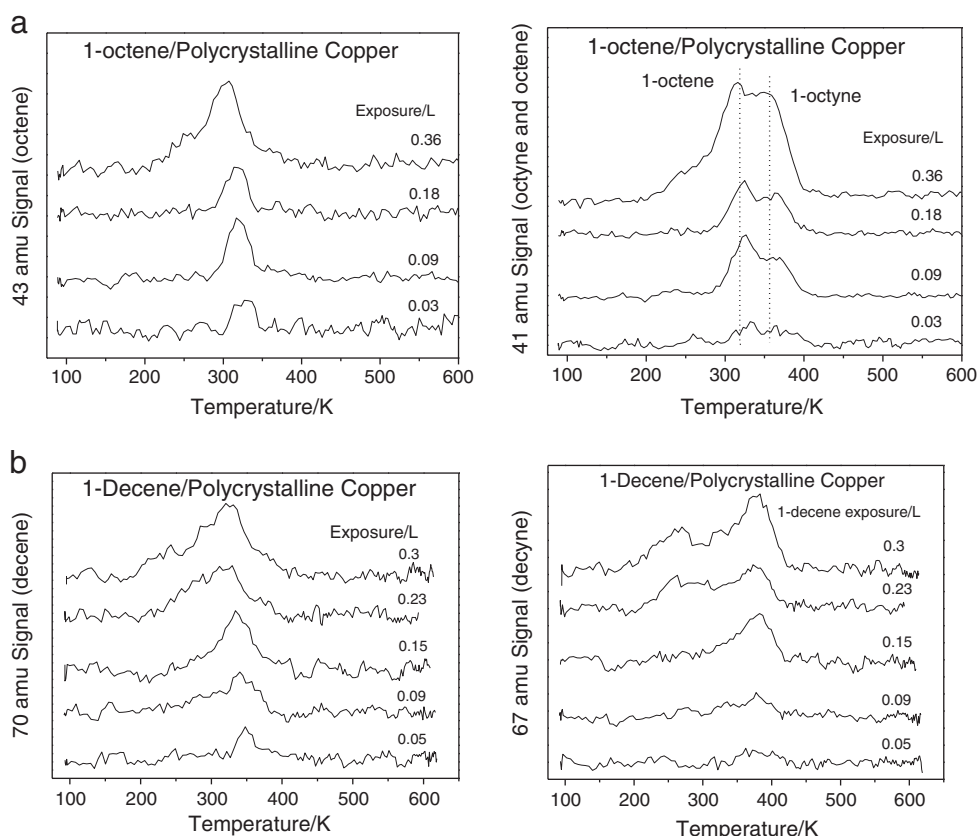 a
1-octene/Polycrystalline Copper
Exposure/L
0.36
0.18
0.09
0.03
43 amu Signal (octene)
100 200 300 400 500 600
Temperature/K
1-octene/Polycrystalline Copper
1-octene
1-octyne
Exposure/L
0.36
0.18
0.09
0.03
41 amu Signal (octyne and octene)
100 200 300 400 500 600
Temperature/K
b
1-Decene/Polycrystalline Copper
Exposure/L
0.3
0.23
0.15
0.09
0.05
70 amu Signal (decene)
100 200 300 400 500 600
Temperature/K
1-Decene/Polycrystalline Copper
1-decene exposure/L
0.3
0.23
0.15
0.09
0.05
67 amu Signal (decyne)
100 200 300 400 500 600
Temperature/K